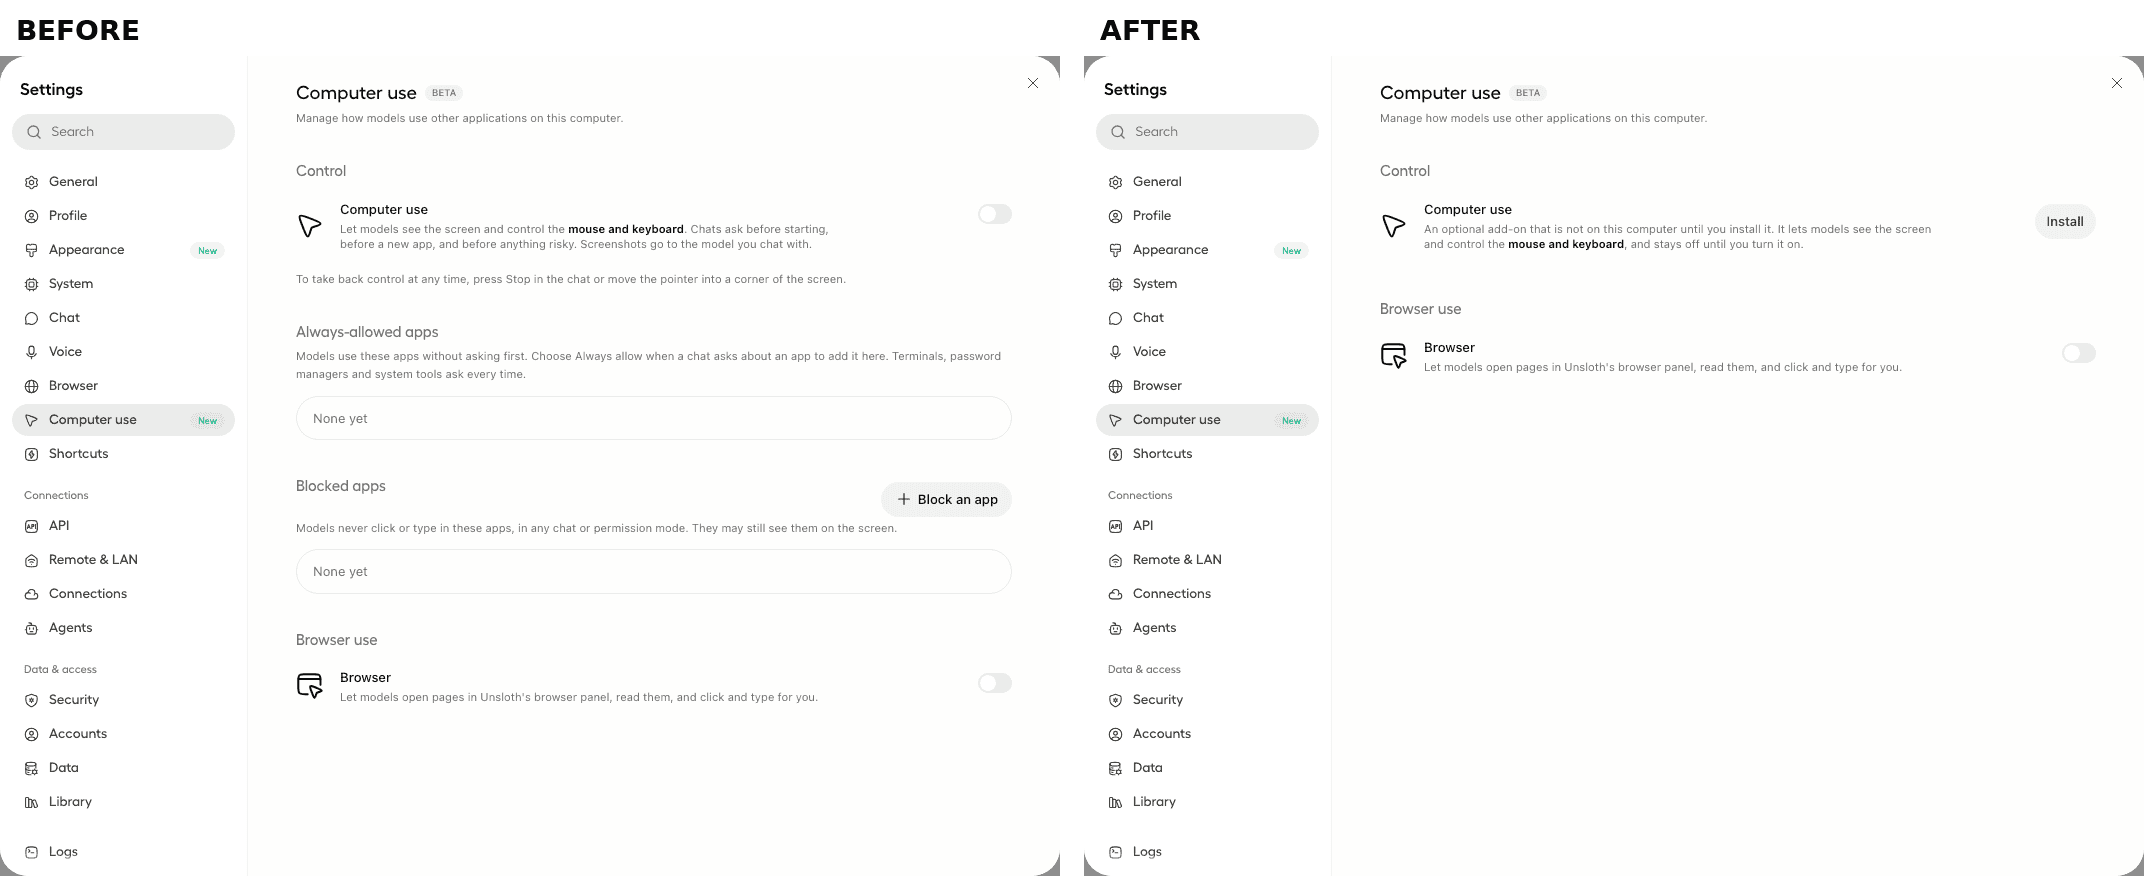 BEFORE
Settings
Search
General
Profile
Appearance New
System
Chat
Voice
Browser
Computer use New
Shortcuts
Connections
API
Remote & LAN
Connections
Agents
Data & access
Security
Accounts
Data
Library
Logs
Computer use BETA
Manage how models use other applications on this computer.
Control
Computer use
Let models see the screen and control the mouse and keyboard. Chats ask before starting,
before a new app, and before anything risky. Screenshots go to the model you chat with.
To take back control at any time, press Stop in the chat or move the pointer into a corner of the screen.
Always-allowed apps
Models use these apps without asking first. Choose Always allow when a chat asks about an app to add it here. Terminals, password
managers and system tools ask every time.
None yet
Blocked apps
Block an app
Models never click or type in these apps, in any chat or permission mode. They may still see them on the screen.
None yet
Browser use
Browser
Let models open pages in Unsloth's browser panel, read them, and click and type for you.
AFTER
Settings
Search
General
Profile
Appearance New
System
Chat
Voice
Browser
Computer use New
Shortcuts
Connections
API
Remote & LAN
Connections
Agents
Data & access
Security
Accounts
Data
Library
Logs
Computer use BETA
Manage how models use other applications on this computer.
Control
Computer use
An optional add-on that is not on this computer until you install it. It lets models see the screen
and control the mouse and keyboard, and stays off until you turn it on.
Install
Browser use
Browser
Let models open pages in Unsloth's browser panel, read them, and click and type for you.